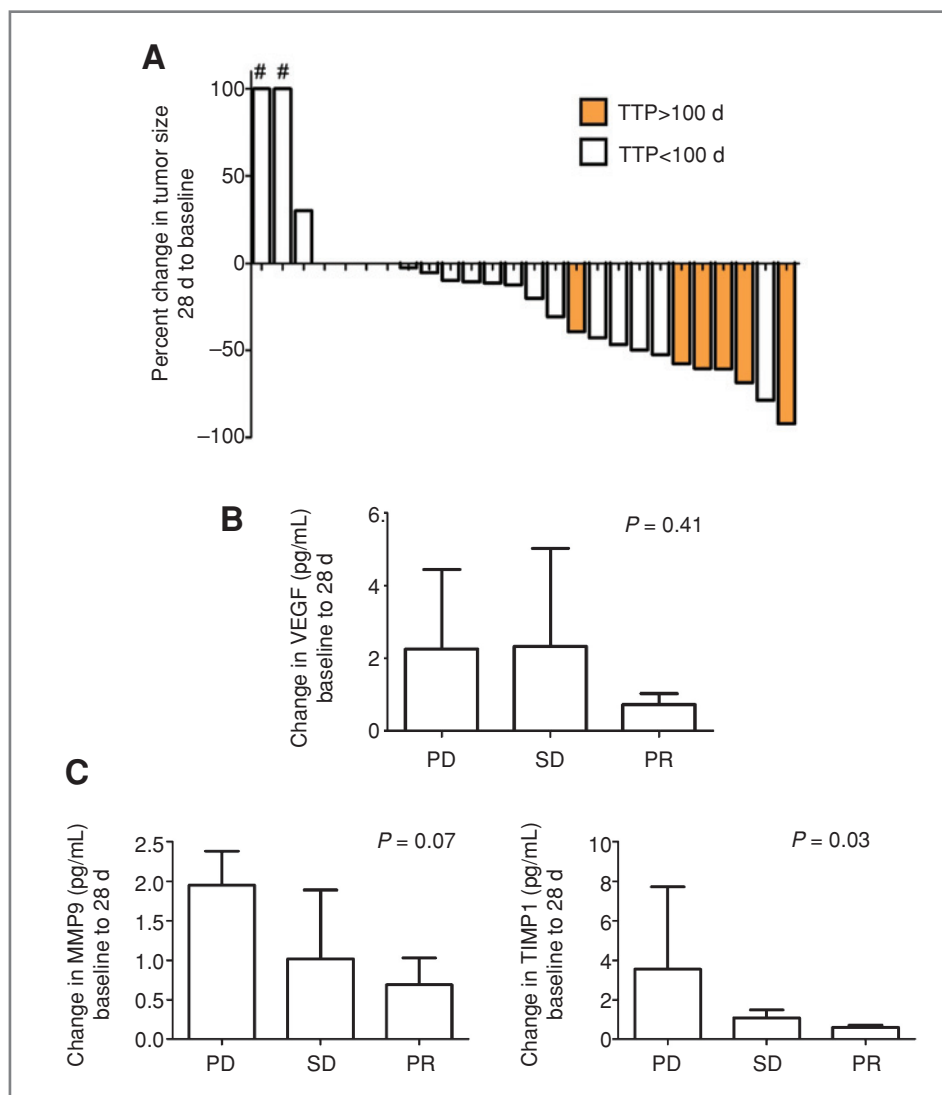 A
# #
Percent change in tumor size
28 d to baseline
100
50
0
–50
–100
TTP>100 d
TTP<100 d
B
Change in VEGF (pg/mL)
baseline to 28 d
6.
4
2
0
P = 0.41
PD SD PR
C
Change in MMP9 (pg/mL)
baseline to 28 d
2.5
2.0
1.5
1.0
0.5
0.0
P = 0.07
PD SD PR
Change in TIMP1 (pg/mL)
baseline to 28 d
10
8
6
4
2
0
P = 0.03
PD SD PR